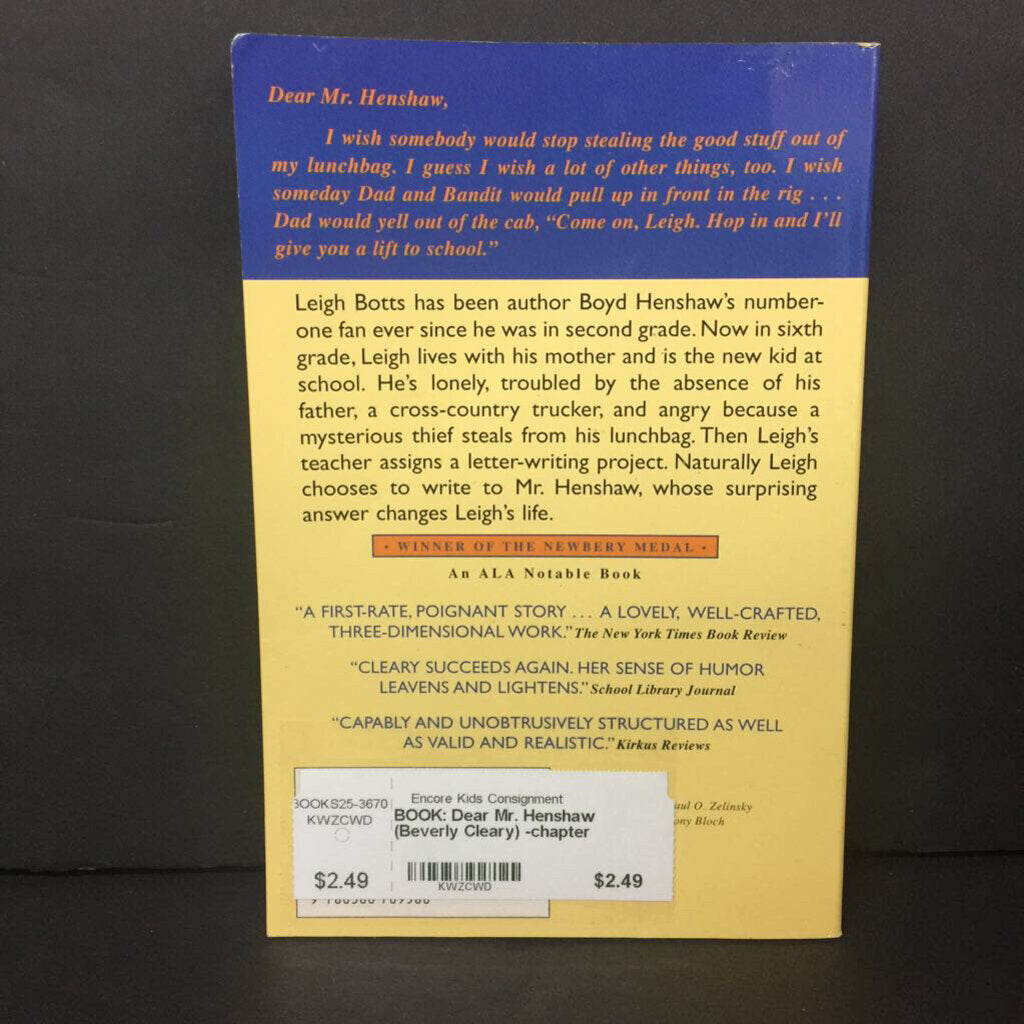 Dear Mr. Henshaw,
I wish somebody would stop stealing the good stuff out of
my lunchbag. I guess I wish a lot of other things, too. I wish
someday Dad and Bandit would pull up in front in the rig . . .
Dad would yell out of the cab, “Come on, Leigh. Hop in and I’ll
give you a lift to school.”
Leigh Botts has been author Boyd Henshaw’s number-
one fan ever since he was in second grade. Now in sixth
grade, Leigh lives with his mother and is the new kid at
school. He’s lonely, troubled by the absence of his
father, a cross-country trucker, and angry because a
mysterious thief steals from his lunchbag. Then Leigh’s
teacher assigns a letter-writing project. Naturally Leigh
chooses to write to Mr. Henshaw, whose surprising
answer changes Leigh’s life.
• WINNER OF THE NEWBERY MEDAL •
An ALA Notable Book
“A FIRST-RATE, POIGNANT STORY . . . A LOVELY, WELL-CRAFTED,
THREE-DIMENSIONAL WORK.” The New York Times Book Review
“CLEARY SUCCEEDS AGAIN. HER SENSE OF HUMOR
LEAVENS AND LIGHTENS.” School Library Journal
“CAPABLY AND UNOBTRUSIVELY STRUCTURED AS WELL
AS VALID AND REALISTIC.” Kirkus Reviews
O. Zelinsky
Bloch
BOOKS25-3670
KWZCWD
$2.49
Encore Kids Consignment
BOOK: Dear Mr. Henshaw
(Beverly Cleary) -chapter
KWZCWD
$2.49